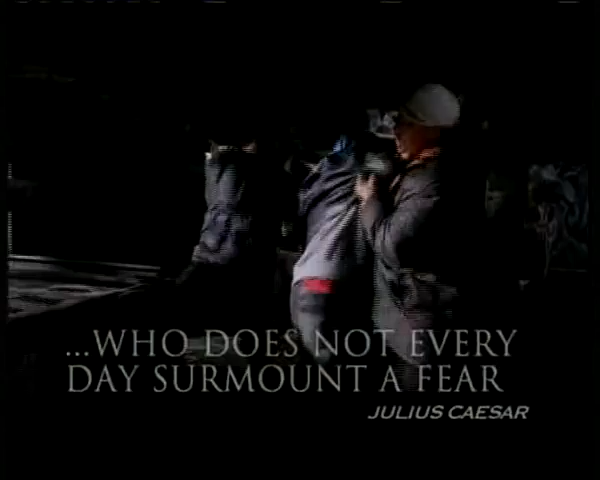 ...WHO DOES NOT EVERY
DAY SURMOUNT A FEAR
JULIUS CAESAR